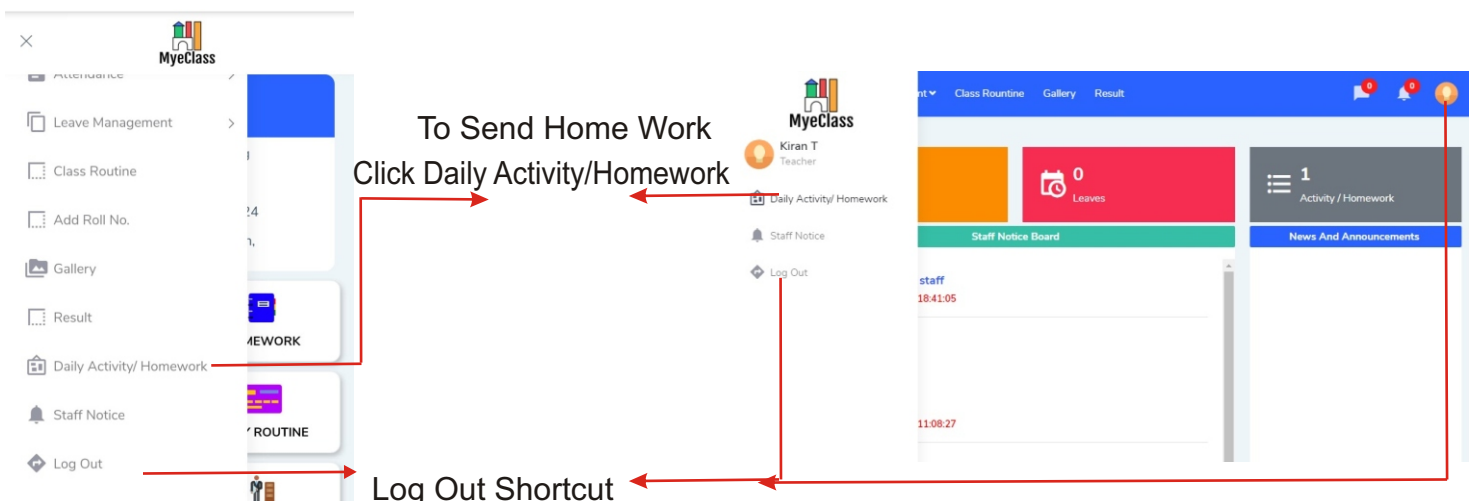 MyeClass
Attendance
Leave Management
Class Routine
Add Roll No.
Gallery
Result
Daily Activity/ Homework
Staff Notice
Log Out
24
n,
MEWORK
ROUTINE
To Send Home Work
Click Daily Activity/Homework
Log Out Shortcut
MyeClass
Kiran T
Teacher
Daily Activity/ Homework
Staff Notice
Log Out
nt Class Rountine Gallery Result
0 0
0
Leaves
1
Activity / Homework
Staff Notice Board
News And Announcements
staff
18:41:05
11:08:27